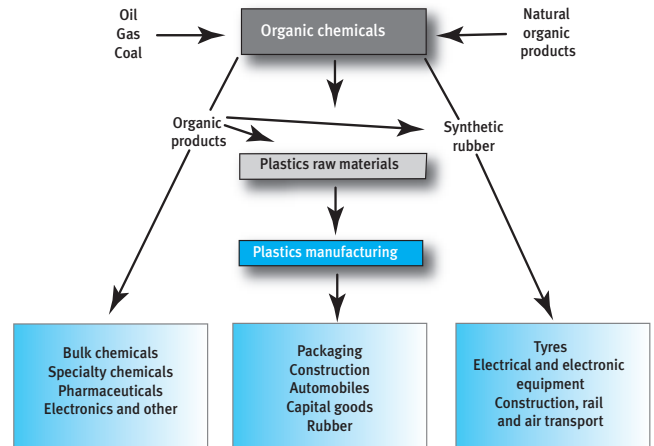 Oil
Gas
Coal
Organic chemicals
Natural
organic
products
Organic
products
Synthetic
rubber
Plastics raw materials
Plastics manufacturing
Bulk chemicals
Specialty chemicals
Pharmaceuticals
Electronics and other
Packaging
Construction
Automobiles
Capital goods
Rubber
Tyres
Electrical and electronic
equipment
Construction, rail
and air transport